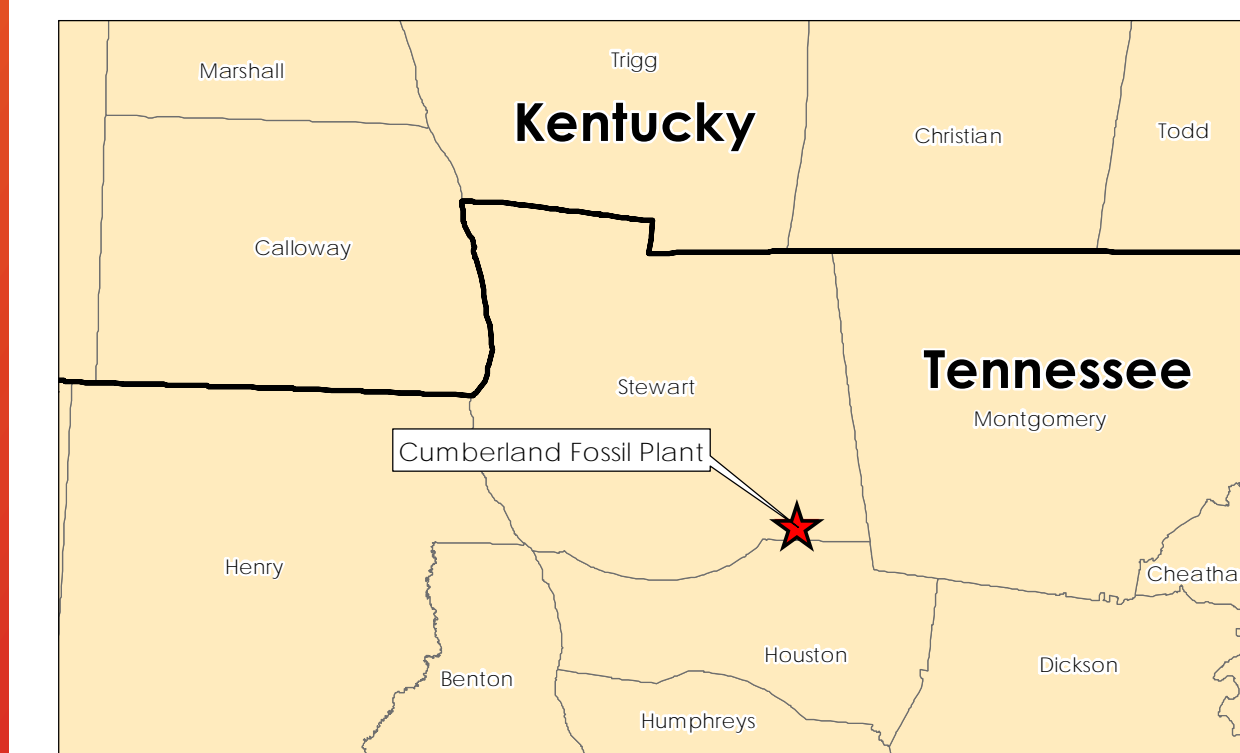 Trigg
Marshall
Kentucky
Todd
Christian
Calloway
Tennessee
Stewart
Montgomery
Cumberland Fossil Plant
Henry
Cheatha
Houston
Dickson
Benton
Humphreys